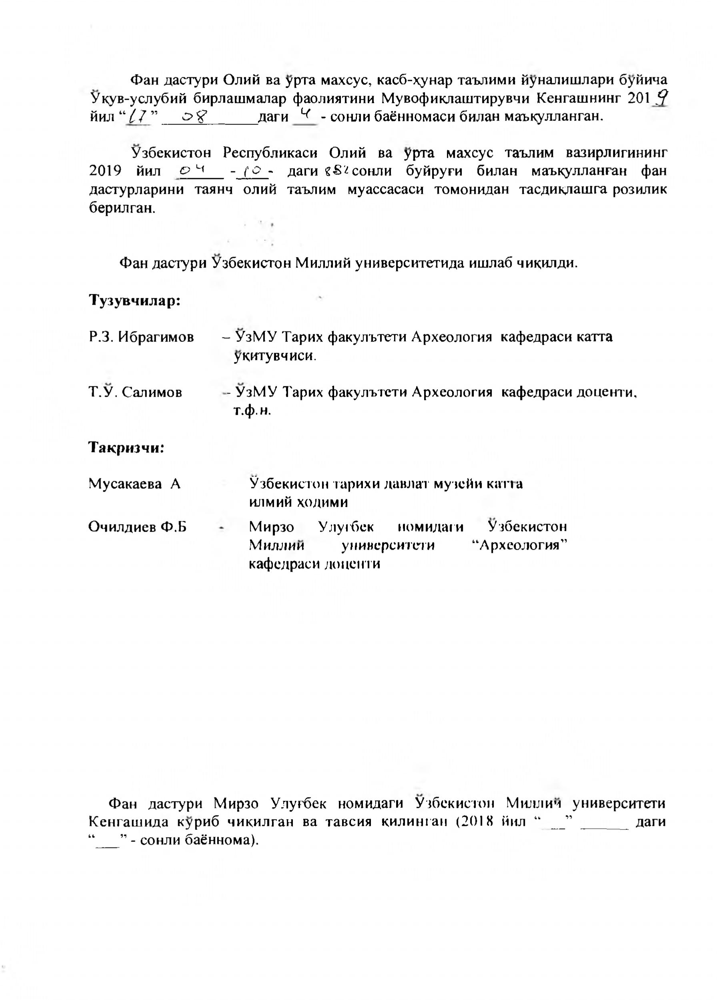 Фан дастури Олий ва ўрта махсус, касб-ҳунар таълими йўналишлари бўйича
Ўқув-услубий бирлашмалар фаолиятини Мувофиқлаштирувчи Кенгашнинг 2019
йил “17” 08 даги 4 - сонли баённомаси билан маъқулланган.
Ўзбекистон Республикаси Олий ва ўрта махсус таълим вазирлигининг
2019 йил 04 - 10 - даги сонли буйруғи билан маъқулланган фан
дастурларини таянч олий таълим муассасаси томонидан тасдиқлашга розилик
берилган.
Фан дастури Ўзбекистон Миллий университетида ишлаб чиқилди.
Тузувчилар:
Р.З. Ибрагимов – ЎзМУ Тарих факультети Археология кафедраси катта
ўқитувчиси.
Т.Ў. Салимов – ЎзМУ Тарих факультети Археология кафедраси доценти,
т.ф.н.
Тақризчи:
Мусакаева А Ўзбекистон тарихи давлат музейи катта
илмий ҳодими
Очилдиев Ф.Б - Мирзо Улуғбек номидаги Ўзбекистон
Миллий университети “Археология”
кафедраси доценти
Фан дастури Мирзо Улуғбек номидаги Ўзбекистон Миллий университети
Кенгашида кўриб чиқилган ва тавсия қилинган (2018 йил “__” ______ даги
“___” - сонли баённома).